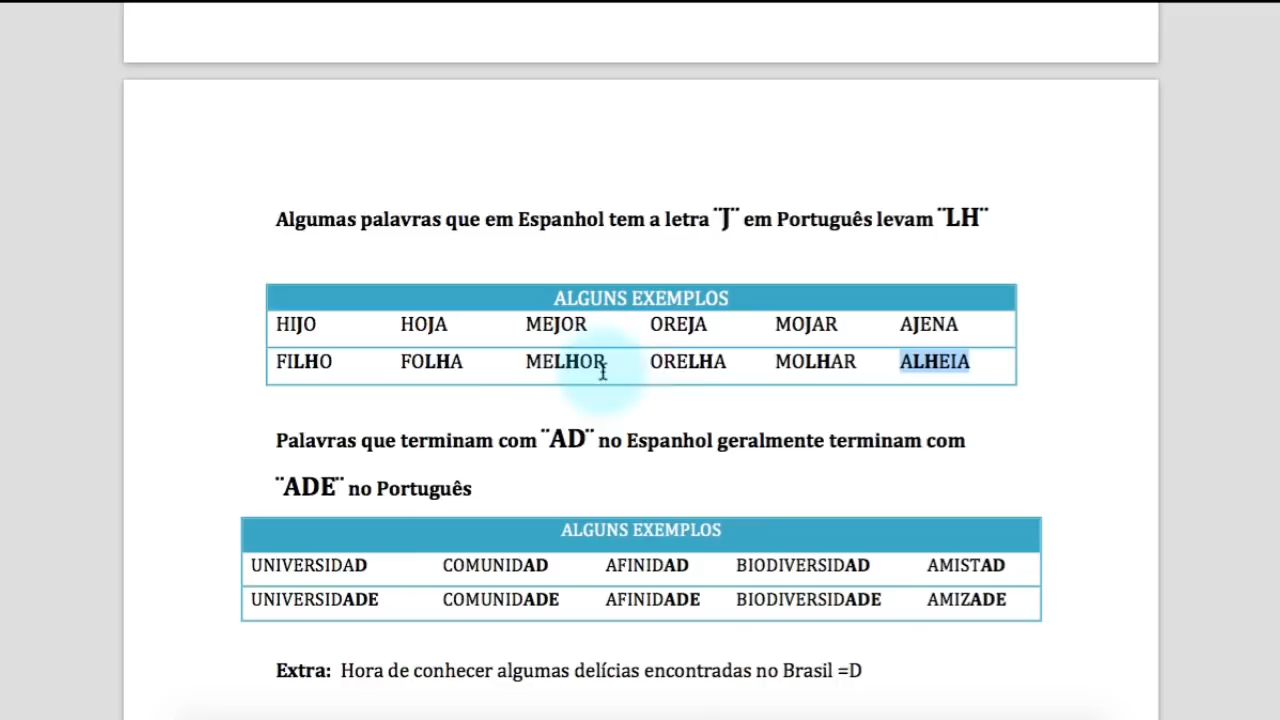 Algumas palavras que em Espanhol tem a letra ¨J¨ em Português levam ¨LH¨
ALGUNS EXEMPLOS
HIJO HOJA MEJOR OREJA MOJAR AJENA
FILHO FOLHA MELHOR ORELHA MOLHAR ALHEIA
Palavras que terminam com ¨AD¨ no Espanhol geralmente terminam com
¨ADE¨ no Português
ALGUNS EXEMPLOS
UNIVERSIDAD COMUNIDAD AFINIDAD BIODIVERSIDAD AMISTAD
UNIVERSIDADE COMUNIDADE AFINIDADE BIODIVERSIDADE AMIZADE
Extra: Hora de conhecer algumas delícias encontradas no Brasil =D